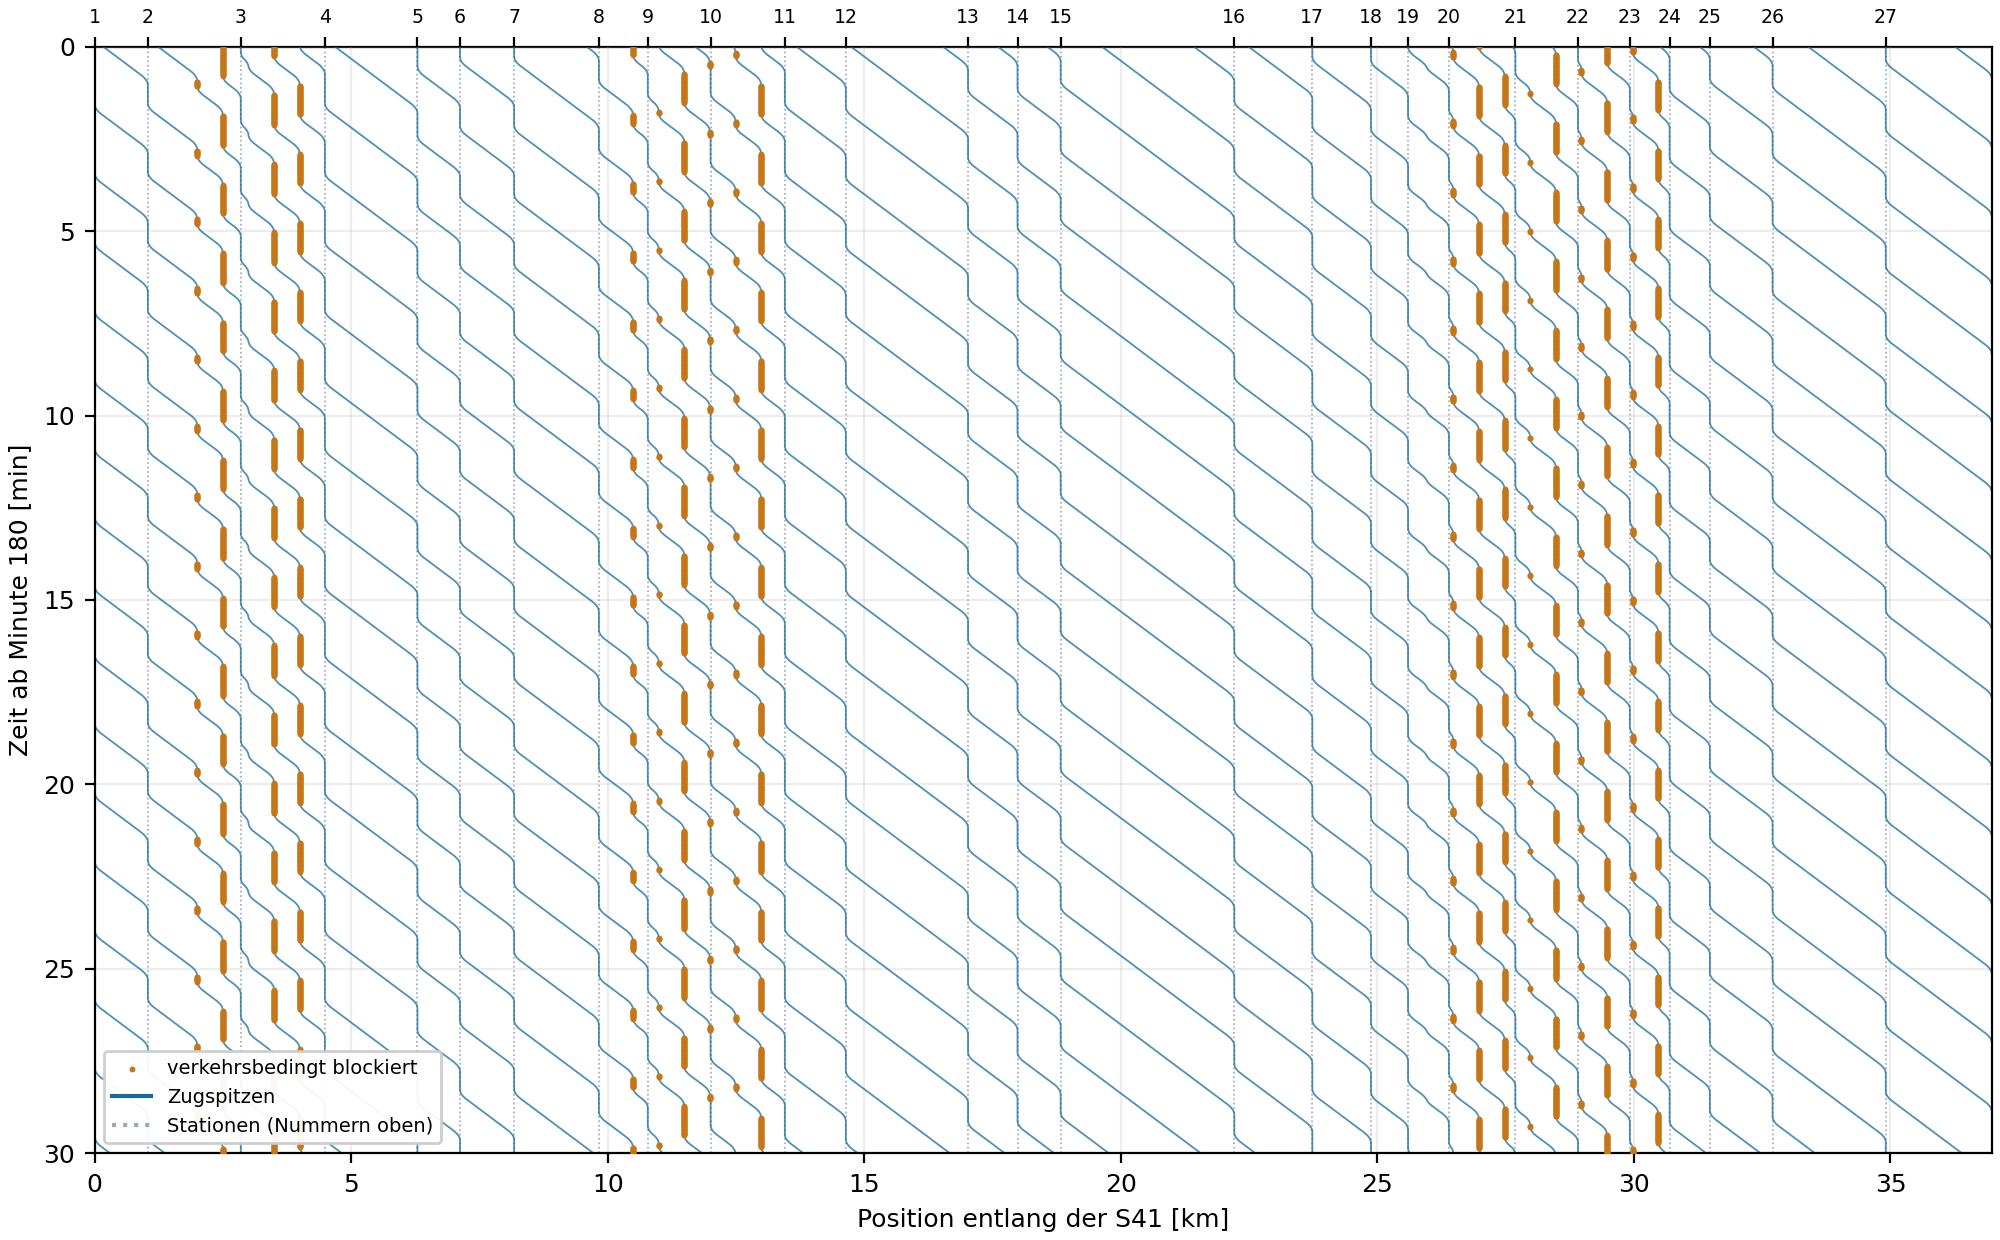 1 2 3 4 5 6 7 8 9 10 11 12 13 14 15 16 17 18 19 20 21 22 23 24 25 26 27
0
5
10
15
20
25
30
Zeit ab Minute 180 [min]
verkehrsbedingt blockiert
Zugspitzen
Stationen (Nummern oben)
0 5 10 15 20 25 30 35
Position entlang der S41 [km]